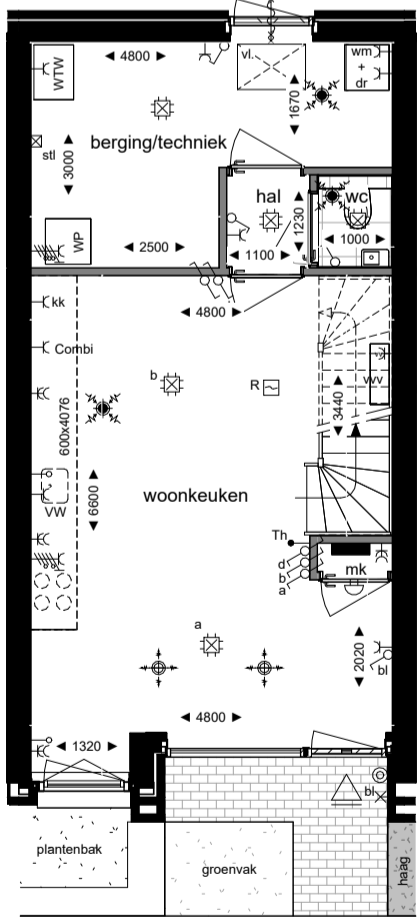 4800
vl.
wm
+
dr
WTW
1670
berging/techniek
stl
3000
hal
wc
WP
2500
1230
1100
1000
4800
kk
Combi
b
R
vvv
3440
600x4076
woonkeuken
VW
6600
Th
d
b
a
mk
a
2020
bl
4800
1320
bl
plantenbak
groenvak
haag